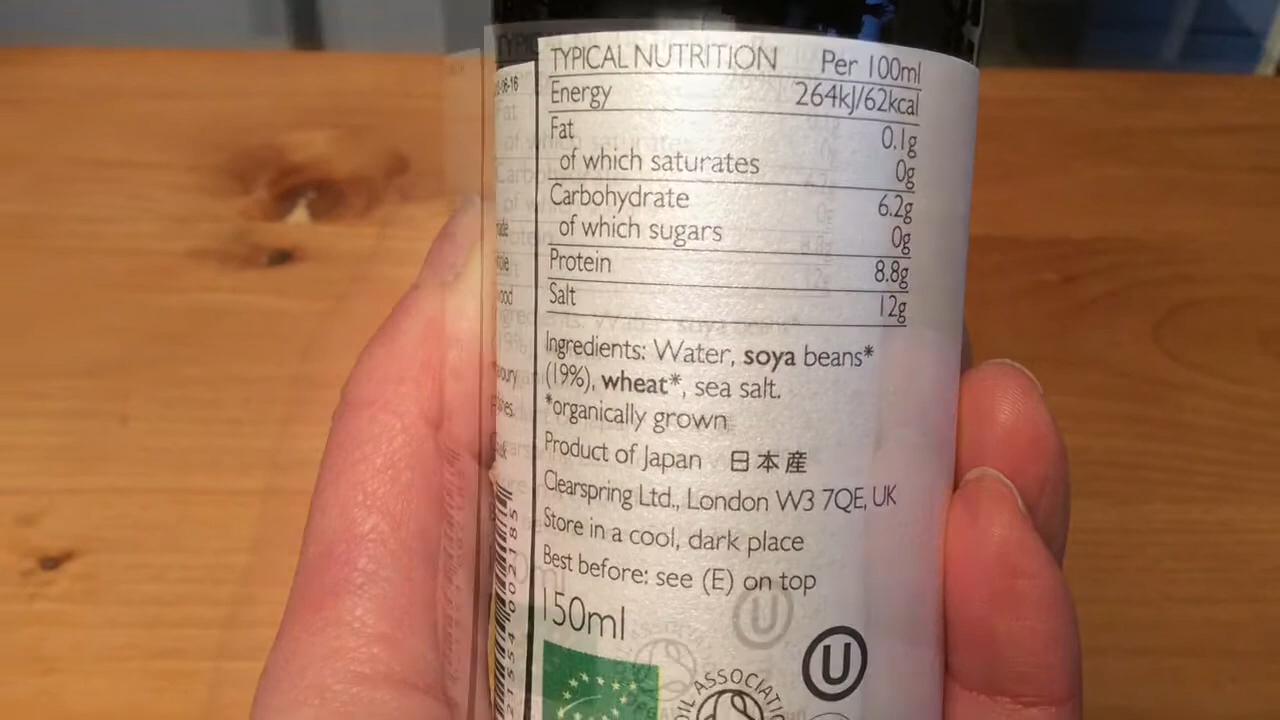 TYPICAL NUTRITION Per 100ml
Energy 264kJ/62kcal
Fat 0.1g
of which saturates 0g
Carbohydrate 6.2g
of which sugars 0g
Protein 8.8g
Salt 12g
Ingredients: Water, soya beans*
(19%), wheat*, sea salt.
*organically grown
Product of Japan 日本産
Clearspring Ltd., London W3 7QE, UK
Store in a cool, dark place
Best before: see (E) on top
150ml
U
ASSOCIATIO